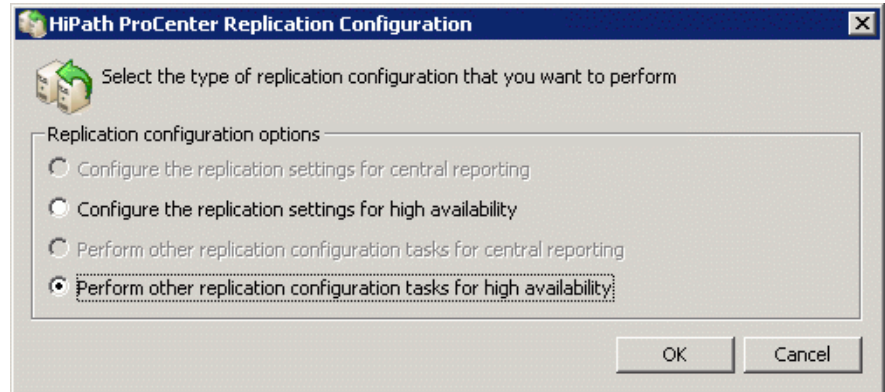 HiPath ProCenter Replication Configuration
Select the type of replication configuration that you want to perform
Replication configuration options
Configure the replication settings for central reporting
Configure the replication settings for high availability
Perform other replication configuration tasks for central reporting
Perform other replication configuration tasks for high availability
OK Cancel